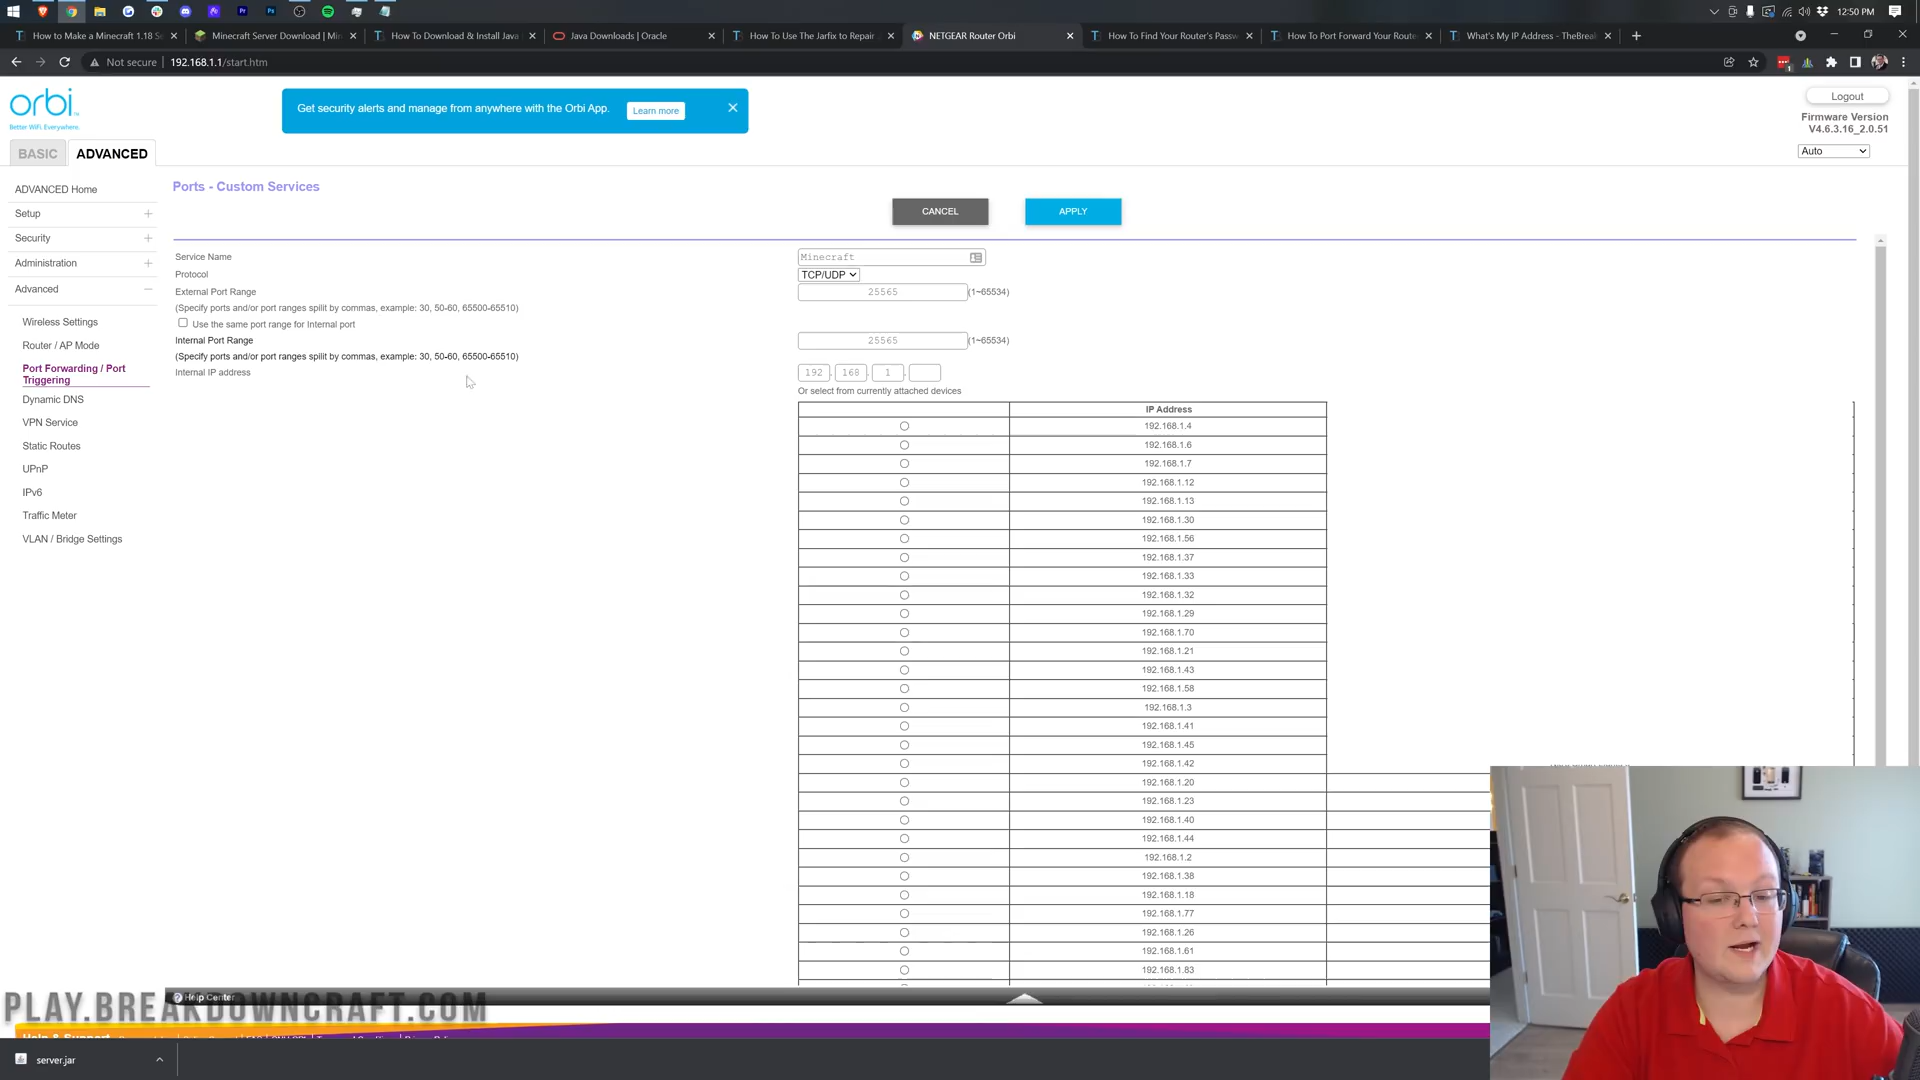 12:50 PM
How to Make a Minecraft 1.18 Se
Minecraft Server Download | Min
How To Download & Install Java
Java Downloads | Oracle
How To Use The Jarfix to Repair
NETGEAR Router Orbi
How To Find Your Router's Passw
How To Port Forward Your Route
What's My IP Address - TheBreak
Not secure
192.168.1.1/start.htm
orbi
Better WiFi. Everywhere.
Get security alerts and manage from anywhere with the Orbi App.
Learn more
Logout
Firmware Version
V4.6.3.16_2.0.51
Auto
BASIC
ADVANCED
ADVANCED Home
Setup
Security
Administration
Advanced
Wireless Settings
Router / AP Mode
Port Forwarding / Port
Triggering
Dynamic DNS
VPN Service
Static Routes
UPnP
IPv6
Traffic Meter
VLAN / Bridge Settings
Ports - Custom Services
CANCEL
APPLY
Service Name
Minecraft
Protocol
TCP/UDP
External Port Range
25565
(1~65534)
(Specify ports and/or port ranges spilit by commas, example: 30, 50-60, 65500-65510)
Use the same port range for Internal port
Internal Port Range
25565
(1~65534)
(Specify ports and/or port ranges spilit by commas, example: 30, 50-60, 65500-65510)
Internal IP address
192 . 168 . 1 .
Or select from currently attached devices
IP Address
192.168.1.4
192.168.1.6
192.168.1.7
192.168.1.12
192.168.1.13
192.168.1.30
192.168.1.56
192.168.1.37
192.168.1.33
192.168.1.32
192.168.1.29
192.168.1.70
192.168.1.21
192.168.1.43
192.168.1.58
192.168.1.3
192.168.1.41
192.168.1.45
192.168.1.42
192.168.1.20
192.168.1.23
192.168.1.40
192.168.1.44
192.168.1.2
192.168.1.38
192.168.1.18
192.168.1.77
192.168.1.26
192.168.1.61
192.168.1.83
Help Center
PLAY.BREAKDOWNCRAFT.COM
Help & Support
server.jar